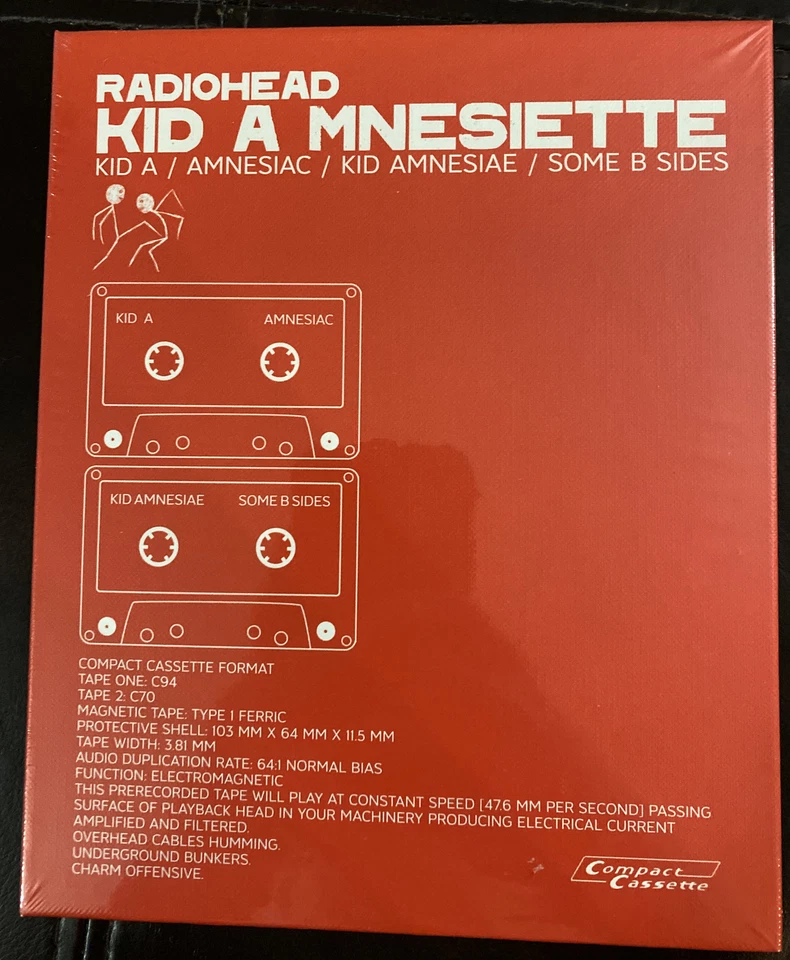 RADIOHEAD
KID A MNESIETTE
KID A / AMNESIAC / KID AMNESIAE / SOME B SIDES
KID A AMNESIAC
KID AMNESIAE SOME B SIDES
COMPACT CASSETTE FORMAT
TAPE ONE: C94
TAPE 2: C70
MAGNETIC TAPE: TYPE 1 FERRIC
PROTECTIVE SHELL: 103 MM X 64 MM X 11.5 MM
TAPE WIDTH: 3.81 MM
AUDIO DUPLICATION RATE: 64:1 NORMAL BIAS
FUNCTION: ELECTROMAGNETIC
THIS PRERECORDED TAPE WILL PLAY AT CONSTANT SPEED [47.6 MM PER SECOND] PASSING
SURFACE OF PLAYBACK HEAD IN YOUR MACHINERY PRODUCING ELECTRICAL CURRENT
AMPLIFIED AND FILTERED.
OVERHEAD CABLES HUMMING.
UNDERGROUND BUNKERS.
CHARM OFFENSIVE.
Compact
Cassette